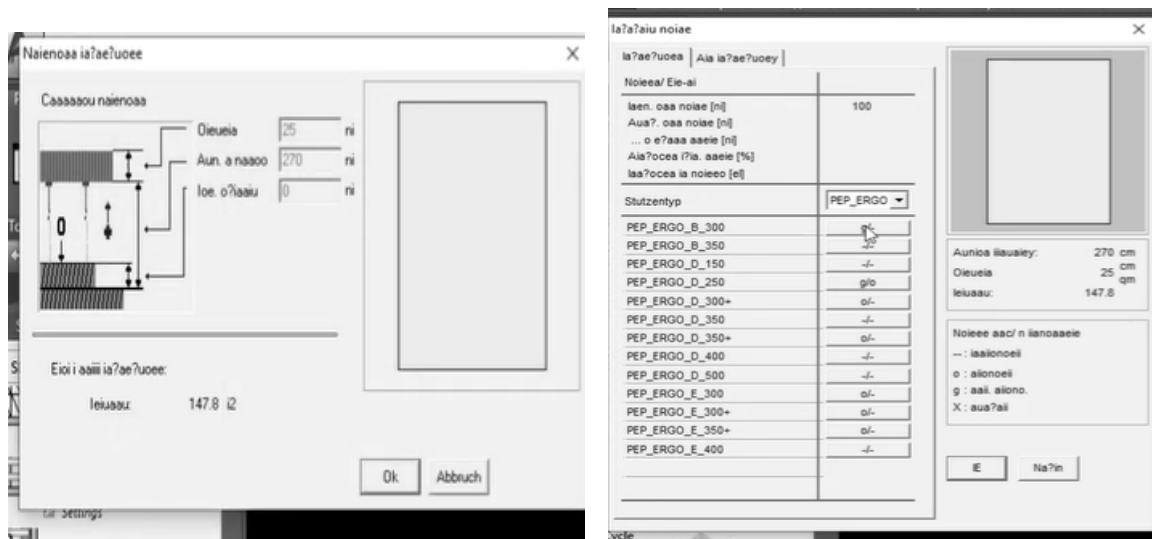 Naienoaa ia?ae?uoee
Caaaaaou naienoaa
Oieueia 25 ni
Aun. a naaoo 270 ni
Ioe. o?iaaiu 0 ni
0
Eioi i aaiii ia?ae?uoee:
Ieiuaau: 147.8 i2
Ok Abbruch
Settings
Ia?a?aiu noiae
Ia?ae?uoea Aia ia?ae?uoey
Noieea/ Eie-ai
Iaen. oaa noiae [ni] 100
Aua?. oaa noiae [ni]
... o e?aaa aaeie [ni]
Aia?ocea i?ia. aaeie [%]
Iaa?ocea ia noieeo [el]
Stutzentyp PEP_ERGO
PEP_ERGO_B_300 g/-
PEP_ERGO_B_350 -/-
PEP_ERGO_D_150 -/-
PEP_ERGO_D_250 g/o
PEP_ERGO_D_300+ o/-
PEP_ERGO_D_350 -/-
PEP_ERGO_D_350+ o/-
PEP_ERGO_D_400 -/-
PEP_ERGO_D_500 -/-
PEP_ERGO_E_300 o/-
PEP_ERGO_E_300+ o/-
PEP_ERGO_E_350+ o/-
PEP_ERGO_E_400 -/-
Aunioa iiiauaiey: 270 cm
Oieueia 25 cm
Ieiuaau: 147.8 qm
Noieee aac/ n iianoaaeie
-- : iaaiionoeii
o : aiionoeii
g : aaii. aiiono.
X : aua?aii
IE Na?in
Cycle